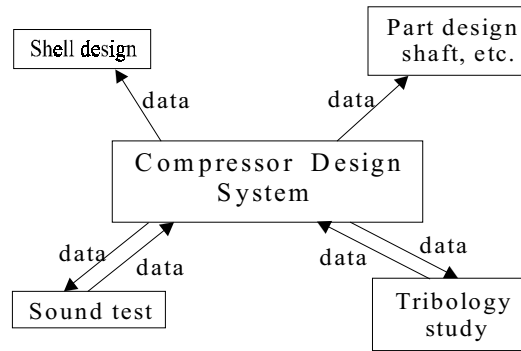 Shell design
Part design
shaft, etc.
data
data
Compressor Design
System
data
data
data
data
Sound test
Tribology
study